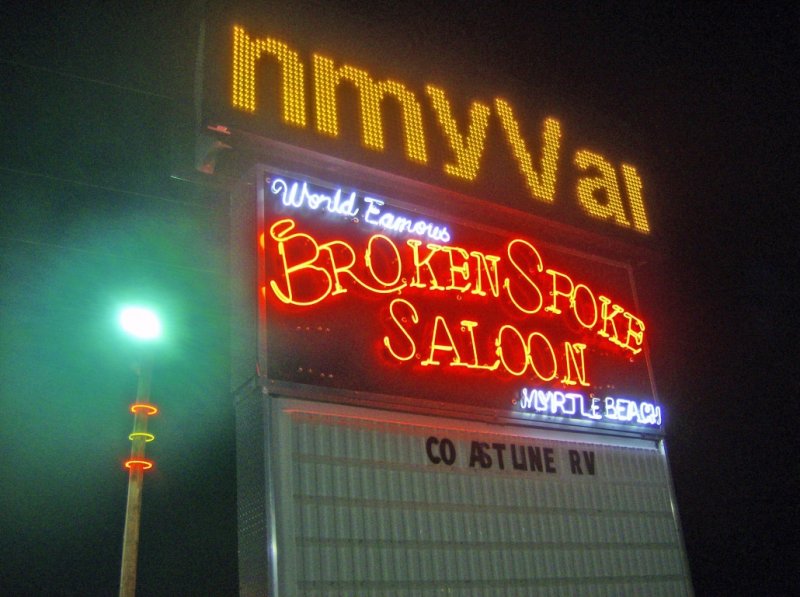 nmyVal
World Famous
BROKEN SPOKE
SALOON
MYRTLE BEACH
COASTLINE RV